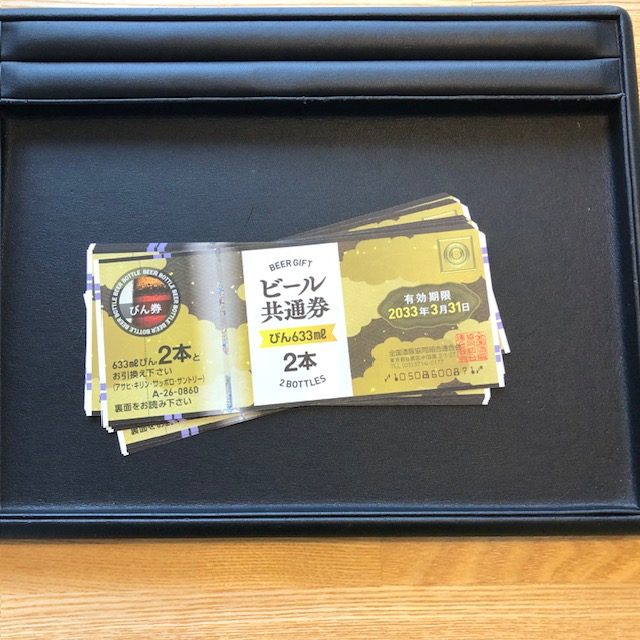 BEER GIFT
ビール
共通券
びん633㎖
2本
2 BOTTLES
BEER BOTTLE BEER BOTTLE BEER BOTTLE BEER BOTTLE
びん券
633㎖びん2本と
お引換え下さい
(アサヒ・キリン・サッポロ・サントリー)
A-26-0860
裏面をお読み下さい
有効期限
2033年3月31日
全国酒販協同組合連合会